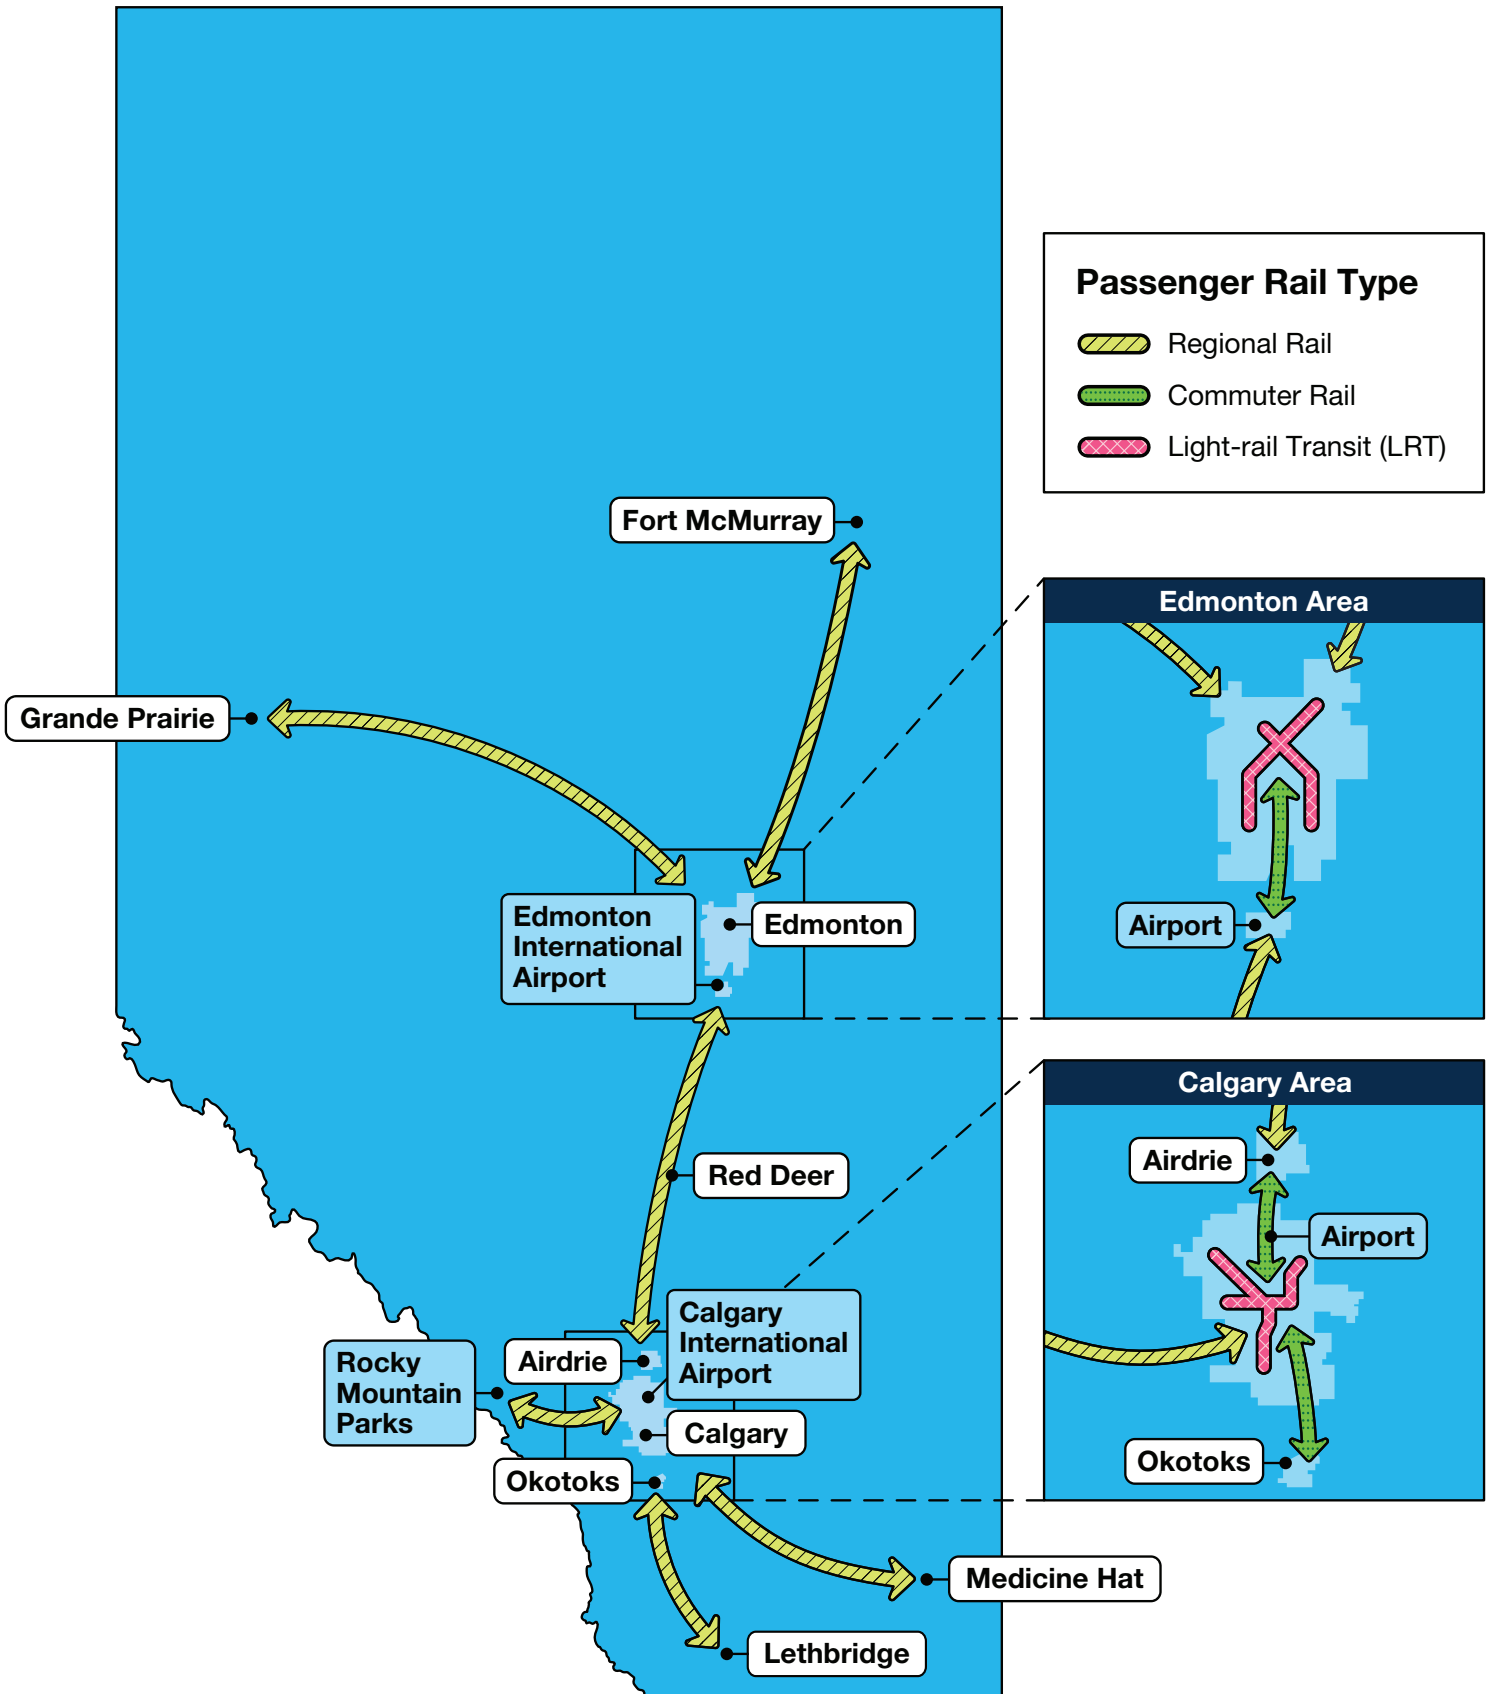 Passenger Rail Type
Regional Rail
Commuter Rail
Light-rail Transit (LRT)
Fort McMurray
Grande Prairie
Edmonton
International
Airport
Edmonton
Red Deer
Calgary
International
Airport
Airdrie
Rocky
Mountain
Parks
Calgary
Okotoks
Medicine Hat
Lethbridge
Edmonton Area
Airport
Calgary Area
Airdrie
Airport
Okotoks